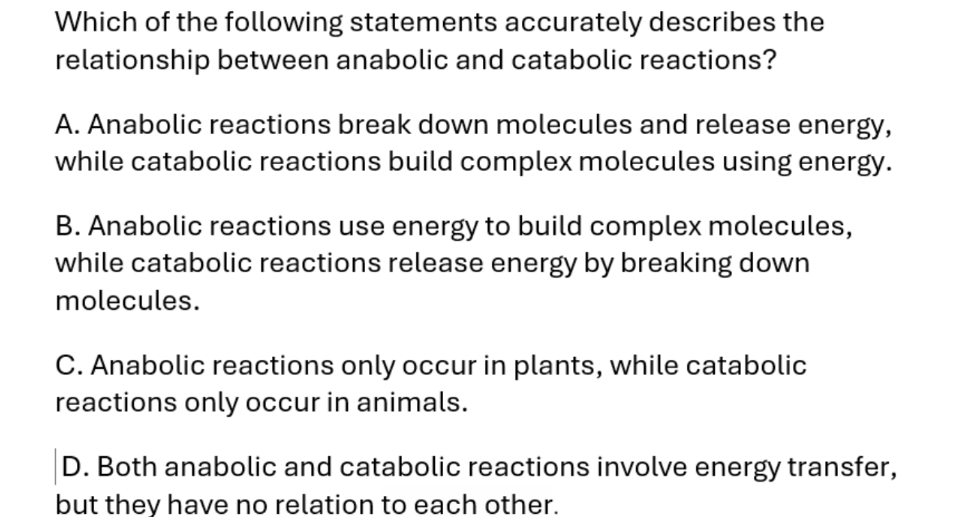 Which of the following statements accurately describes the
relationship between anabolic and catabolic reactions?
A. Anabolic reactions break down molecules and release energy,
while catabolic reactions build complex molecules using energy.
B. Anabolic reactions use energy to build complex molecules,
while catabolic reactions release energy by breaking down
molecules.
C. Anabolic reactions only occur in plants, while catabolic
reactions only occur in animals.
D. Both anabolic and catabolic reactions involve energy transfer,
but they have no relation to each other.